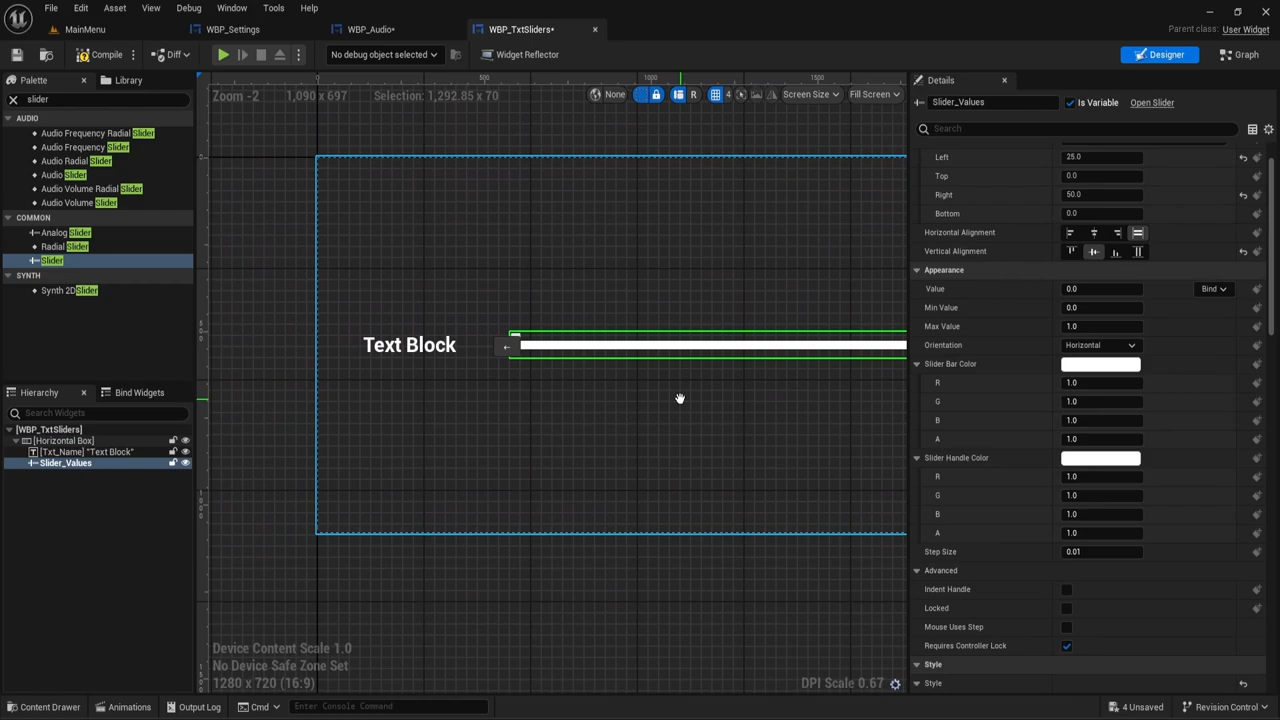 File Edit Asset View Debug Window Tools Help
MainMenu WBP_Settings WBP_Audio• WBP_TxtSliders• Parent class: User Widget
Compile Diff No debug object selected Widget Reflector Designer Graph
Palette Library
slider
AUDIO
Audio Frequency Radial Slider
Audio Frequency Slider
Audio Radial Slider
Audio Slider
Audio Volume Radial Slider
Audio Volume Slider
COMMON
Analog Slider
Radial Slider
Slider
SYNTH
Synth 2DSlider
Hierarchy Bind Widgets
Search Widgets
[WBP_TxtSliders]
[Horizontal Box]
[Txt_Name] "Text Block"
Slider_Values
0 500 1000 1500
Zoom -2 1,090 x 697 Selection: 1,292.85 x 70 None R 4 Screen Size Fill Screen
Text Block
Device Content Scale 1.0
No Device Safe Zone Set
1280 x 720 (16:9) DPI Scale 0.67
Details
Slider_Values Is Variable Open Slider
Search
Left 25.0
Top 0.0
Right 50.0
Bottom 0.0
Horizontal Alignment
Vertical Alignment
Appearance
Value 0.0 Bind
Min Value 0.0
Max Value 1.0
Orientation Horizontal
Slider Bar Color
R 1.0
G 1.0
B 1.0
A 1.0
Slider Handle Color
R 1.0
G 1.0
B 1.0
A 1.0
Step Size 0.01
Advanced
Indent Handle
Locked
Mouse Uses Step
Requires Controller Lock
Style
Style
Content Drawer Animations Output Log Cmd Enter Console Command 4 Unsaved Revision Control